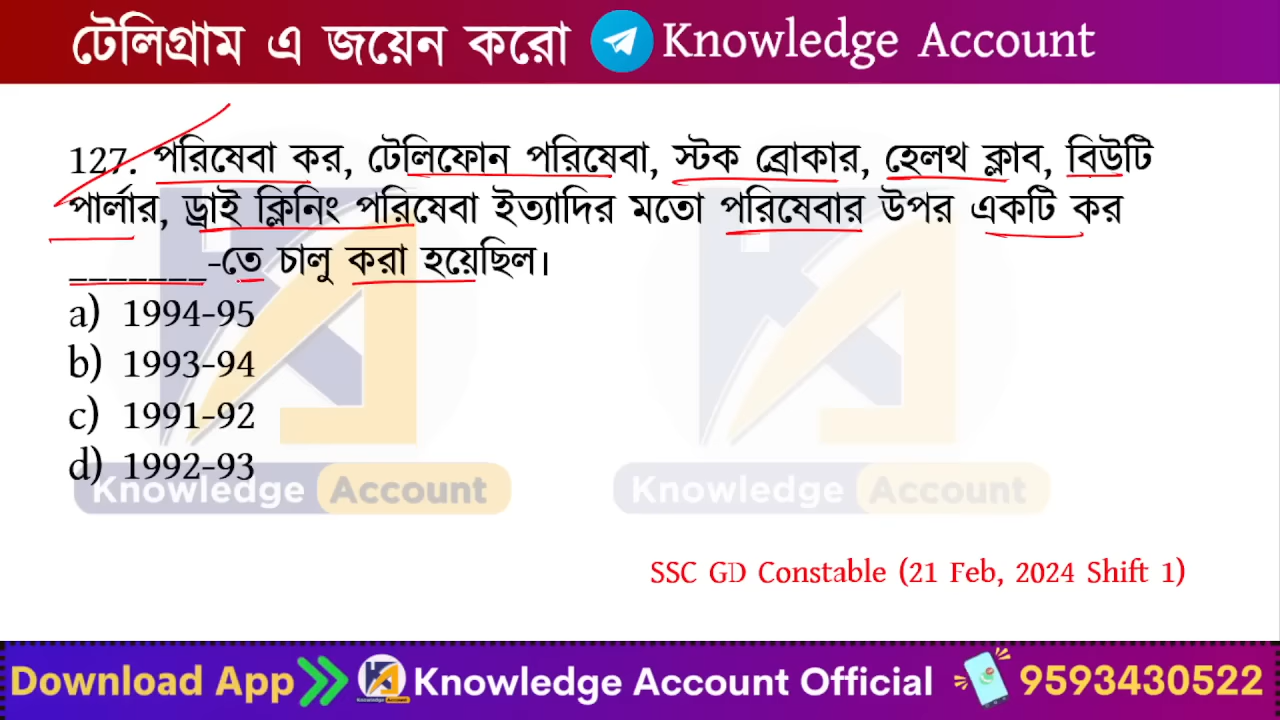 টেলিগ্রাম এ জয়েন করো Knowledge Account
127. পরিষেবা কর, টেলিফোন পরিষেবা, স্টক ব্রোকার, হেলথ ক্লাব, বিউটি
পার্লার, ড্রাই ক্লিনিং পরিষেবা ইত্যাদির মতো পরিষেবার উপর একটি কর
_______-তে চালু করা হয়েছিল।
a) 1994-95
b) 1993-94
c) 1991-92
d) 1992-93
Knowledge Account Knowledge Account
SSC GD Constable (21 Feb, 2024 Shift 1)
Download App Knowledge Account Official 9593430522